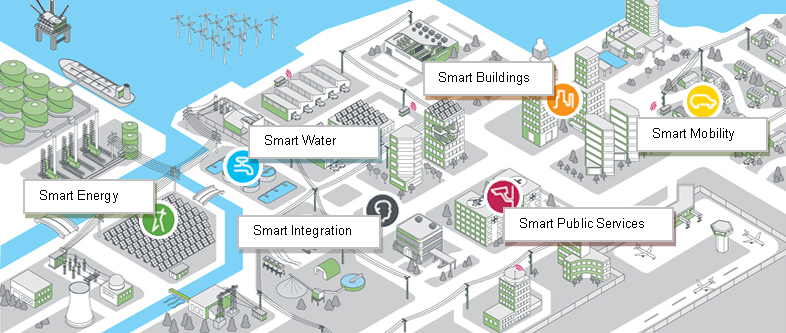 Smart Buildings
Smart Mobility
Smart Water
Smart Energy
Smart Integration
Smart Public Services